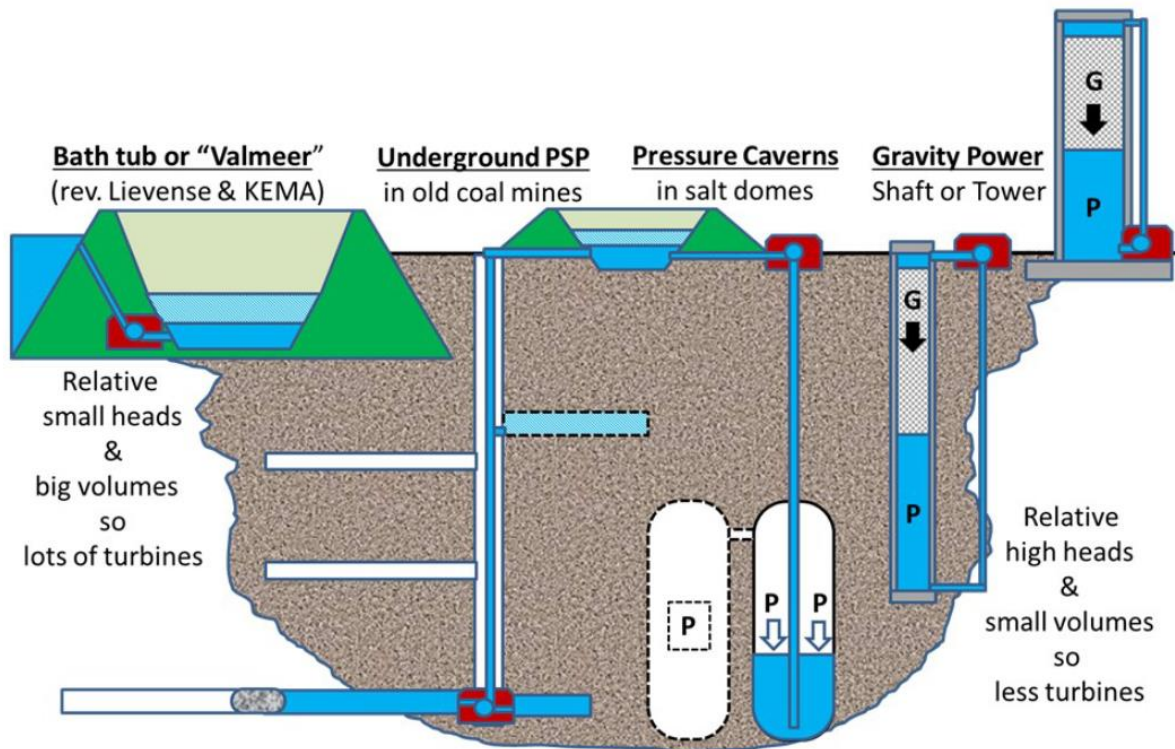 Bath tub or “Valmeer”
(rev. Lievense & KEMA)
Underground PSP
in old coal mines
Pressure Caverns
in salt domes
Gravity Power
Shaft or Tower
G
P
G
P
Relative
small heads
&
big volumes
so
lots of turbines
P
P
P
Relative
high heads
&
small volumes
so
less turbines